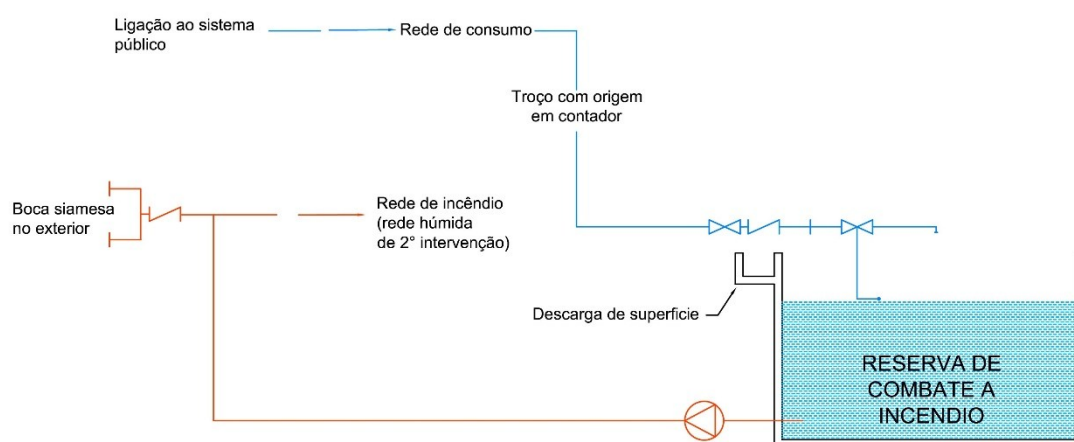 Ligação ao sistema
público
Rede de consumo
Troço com origem
em contador
Boca siamesa
no exterior
Rede de incêndio
(rede húmida
de 2° intervenção)
Descarga de superficie
RESERVA DE
COMBATE A
INCENDIO